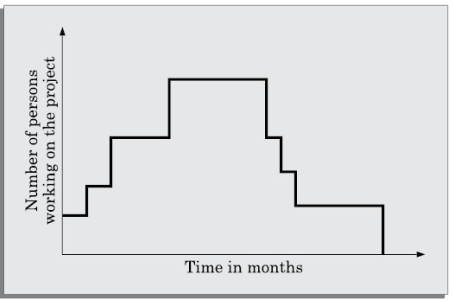 Number of persons
working on the project
Time in months